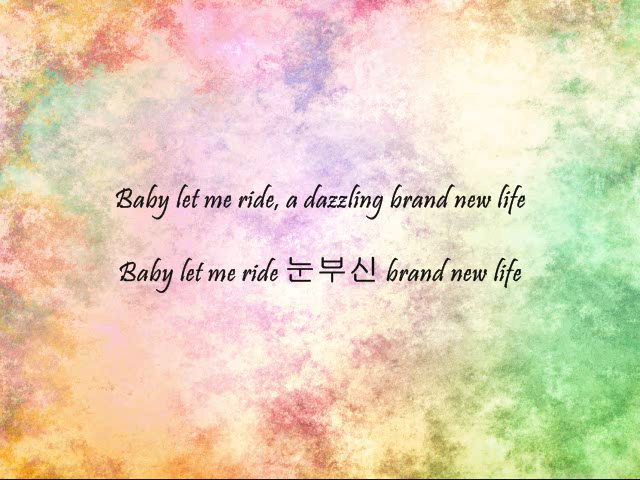 Baby let me ride, a dazzling brand new life
Baby let me ride 눈부신 brand new life